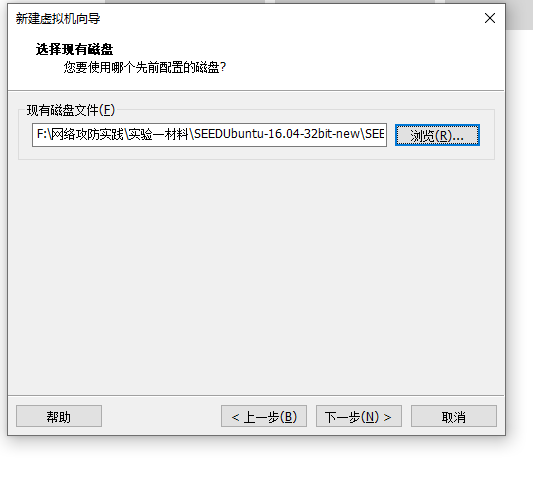 新建虚拟机向导
选择现有磁盘
您要使用哪个先前配置的磁盘?
现有磁盘文件(F)
F:\网络攻防实践\实验一材料\SEEDUbuntu-16.04-32bit-new\SEE
浏览(R)...
帮助
< 上一步(B)
下一步(N) >
取消